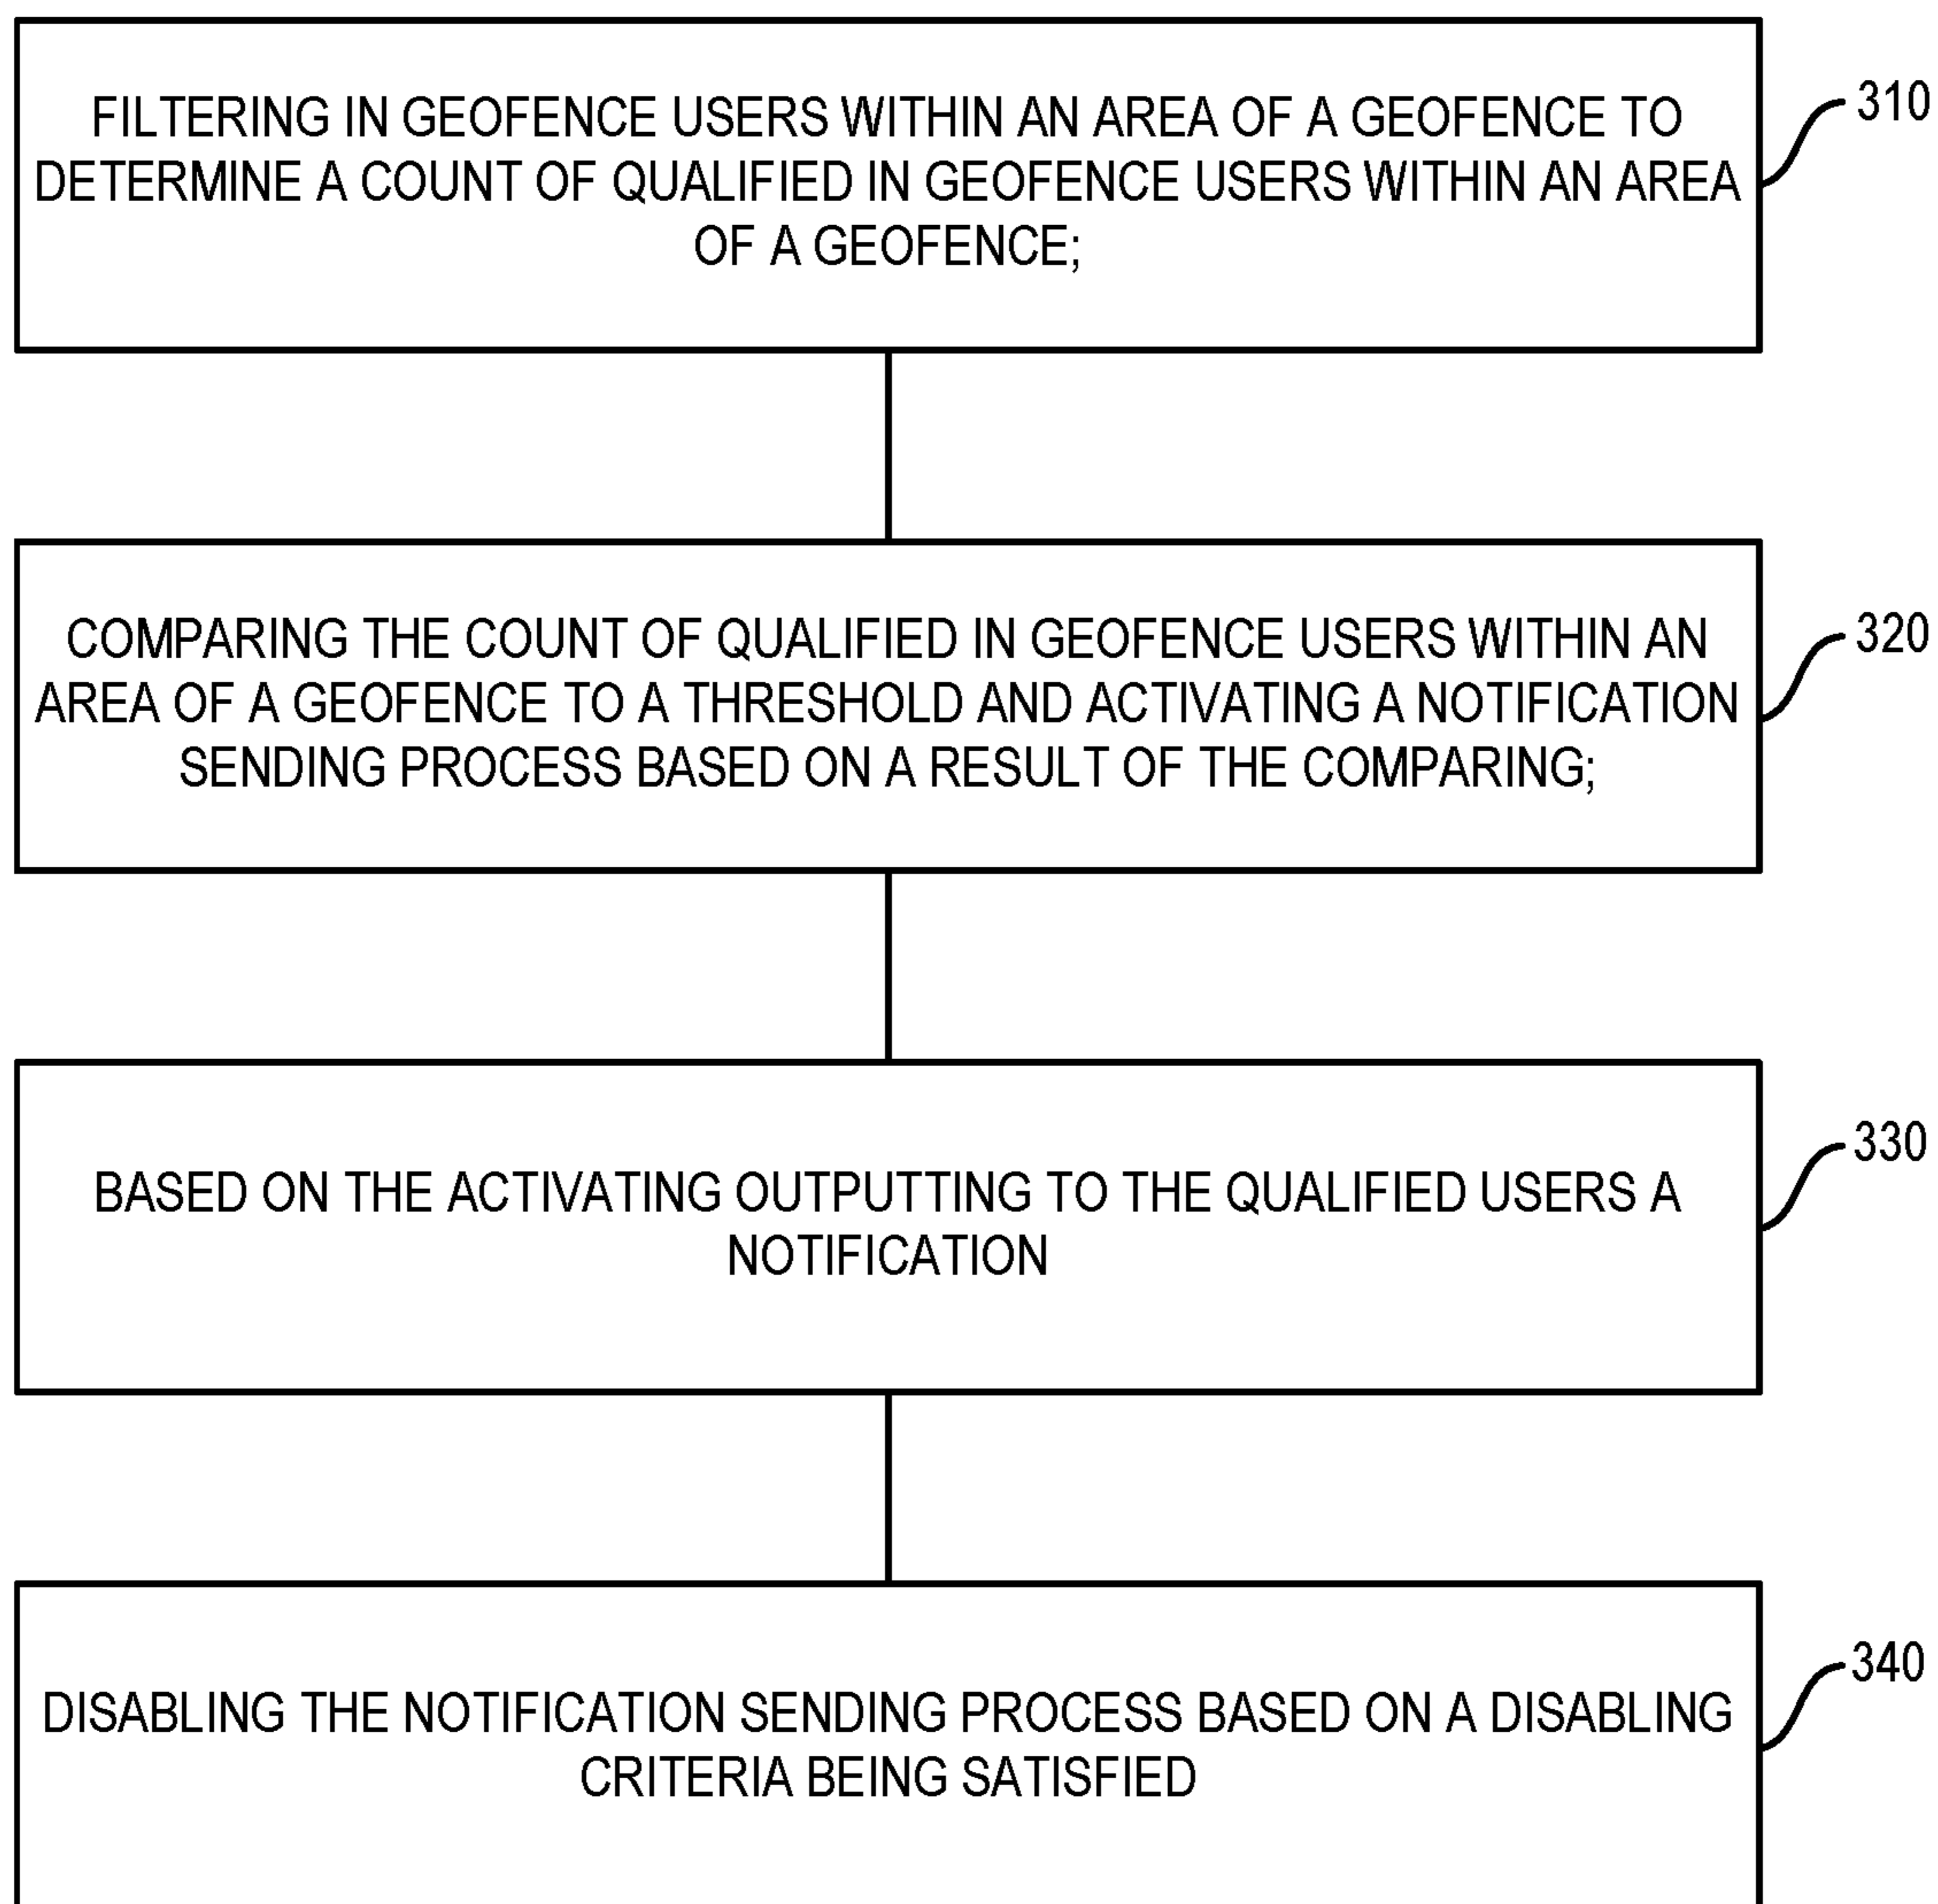 FILTERING IN GEOFENCE USERS WITHIN AN AREA OF A GEOFENCE TO
DETERMINE A COUNT OF QUALIFIED IN GEOFENCE USERS WITHIN AN AREA
OF A GEOFENCE;
310
COMPARING THE COUNT OF QUALIFIED IN GEOFENCE USERS WITHIN AN
AREA OF A GEOFENCE TO A THRESHOLD AND ACTIVATING A NOTIFICATION
SENDING PROCESS BASED ON A RESULT OF THE COMPARING;
320
BASED ON THE ACTIVATING OUTPUTTING TO THE QUALIFIED USERS A
NOTIFICATION
330
DISABLING THE NOTIFICATION SENDING PROCESS BASED ON A DISABLING
CRITERIA BEING SATISFIED
340